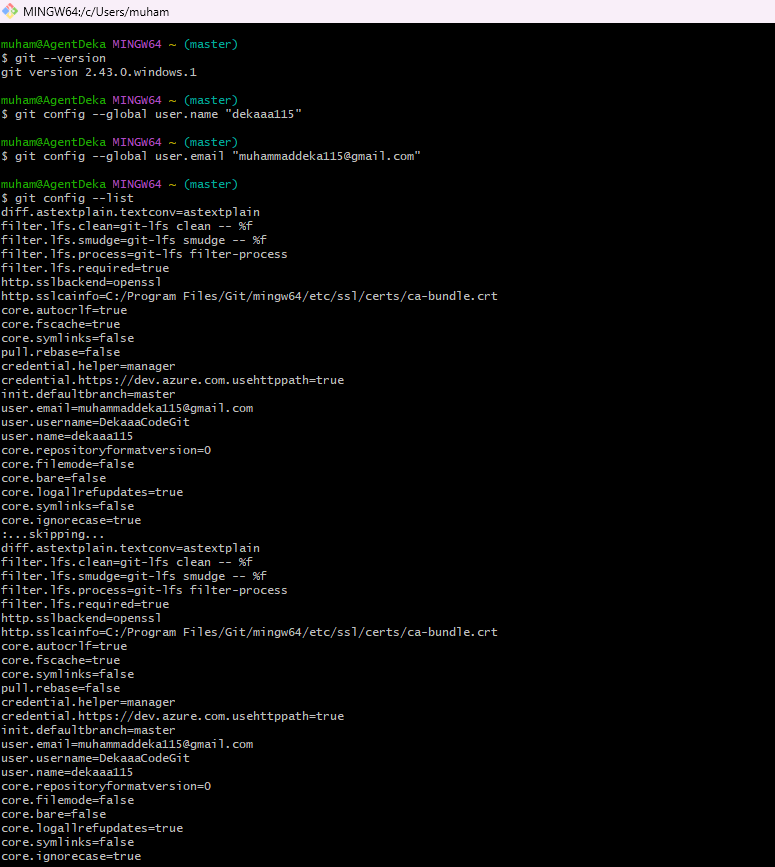 MINGW64:/c/Users/muham
muham@AgentDeka MINGW64 ~ (master)
$ git --version
git version 2.43.0.windows.1
muham@AgentDeka MINGW64 ~ (master)
$ git config --global user.name "dekaaa115"
muham@AgentDeka MINGW64 ~ (master)
$ git config --global user.email "muhammaddeka115@gmail.com"
muham@AgentDeka MINGW64 ~ (master)
$ git config --list
diff.astextplain.textconv=astextplain
filter.lfs.clean=git-lfs clean -- %f
filter.lfs.smudge=git-lfs smudge -- %f
filter.lfs.process=git-lfs filter-process
filter.lfs.required=true
http.sslbackend=openssl
http.sslcainfo=C:/Program Files/Git/mingw64/etc/ssl/certs/ca-bundle.crt
core.autocrlf=true
core.fscache=true
core.symlinks=false
pull.rebase=false
credential.helper=manager
credential.https://dev.azure.com.usehttppath=true
init.defaultbranch=master
user.email=muhammaddeka115@gmail.com
user.username=DekaaaCodeGit
user.name=dekaaa115
core.repositoryformatversion=0
core.filemode=false
core.bare=false
core.logallrefupdates=true
core.symlinks=false
core.ignorecase=true
:...skipping...
diff.astextplain.textconv=astextplain
filter.lfs.clean=git-lfs clean -- %f
filter.lfs.smudge=git-lfs smudge -- %f
filter.lfs.process=git-lfs filter-process
filter.lfs.required=true
http.sslbackend=openssl
http.sslcainfo=C:/Program Files/Git/mingw64/etc/ssl/certs/ca-bundle.crt
core.autocrlf=true
core.fscache=true
core.symlinks=false
pull.rebase=false
credential.helper=manager
credential.https://dev.azure.com.usehttppath=true
init.defaultbranch=master
user.email=muhammaddeka115@gmail.com
user.username=DekaaaCodeGit
user.name=dekaaa115
core.repositoryformatversion=0
core.filemode=false
core.bare=false
core.logallrefupdates=true
core.symlinks=false
core.ignorecase=true